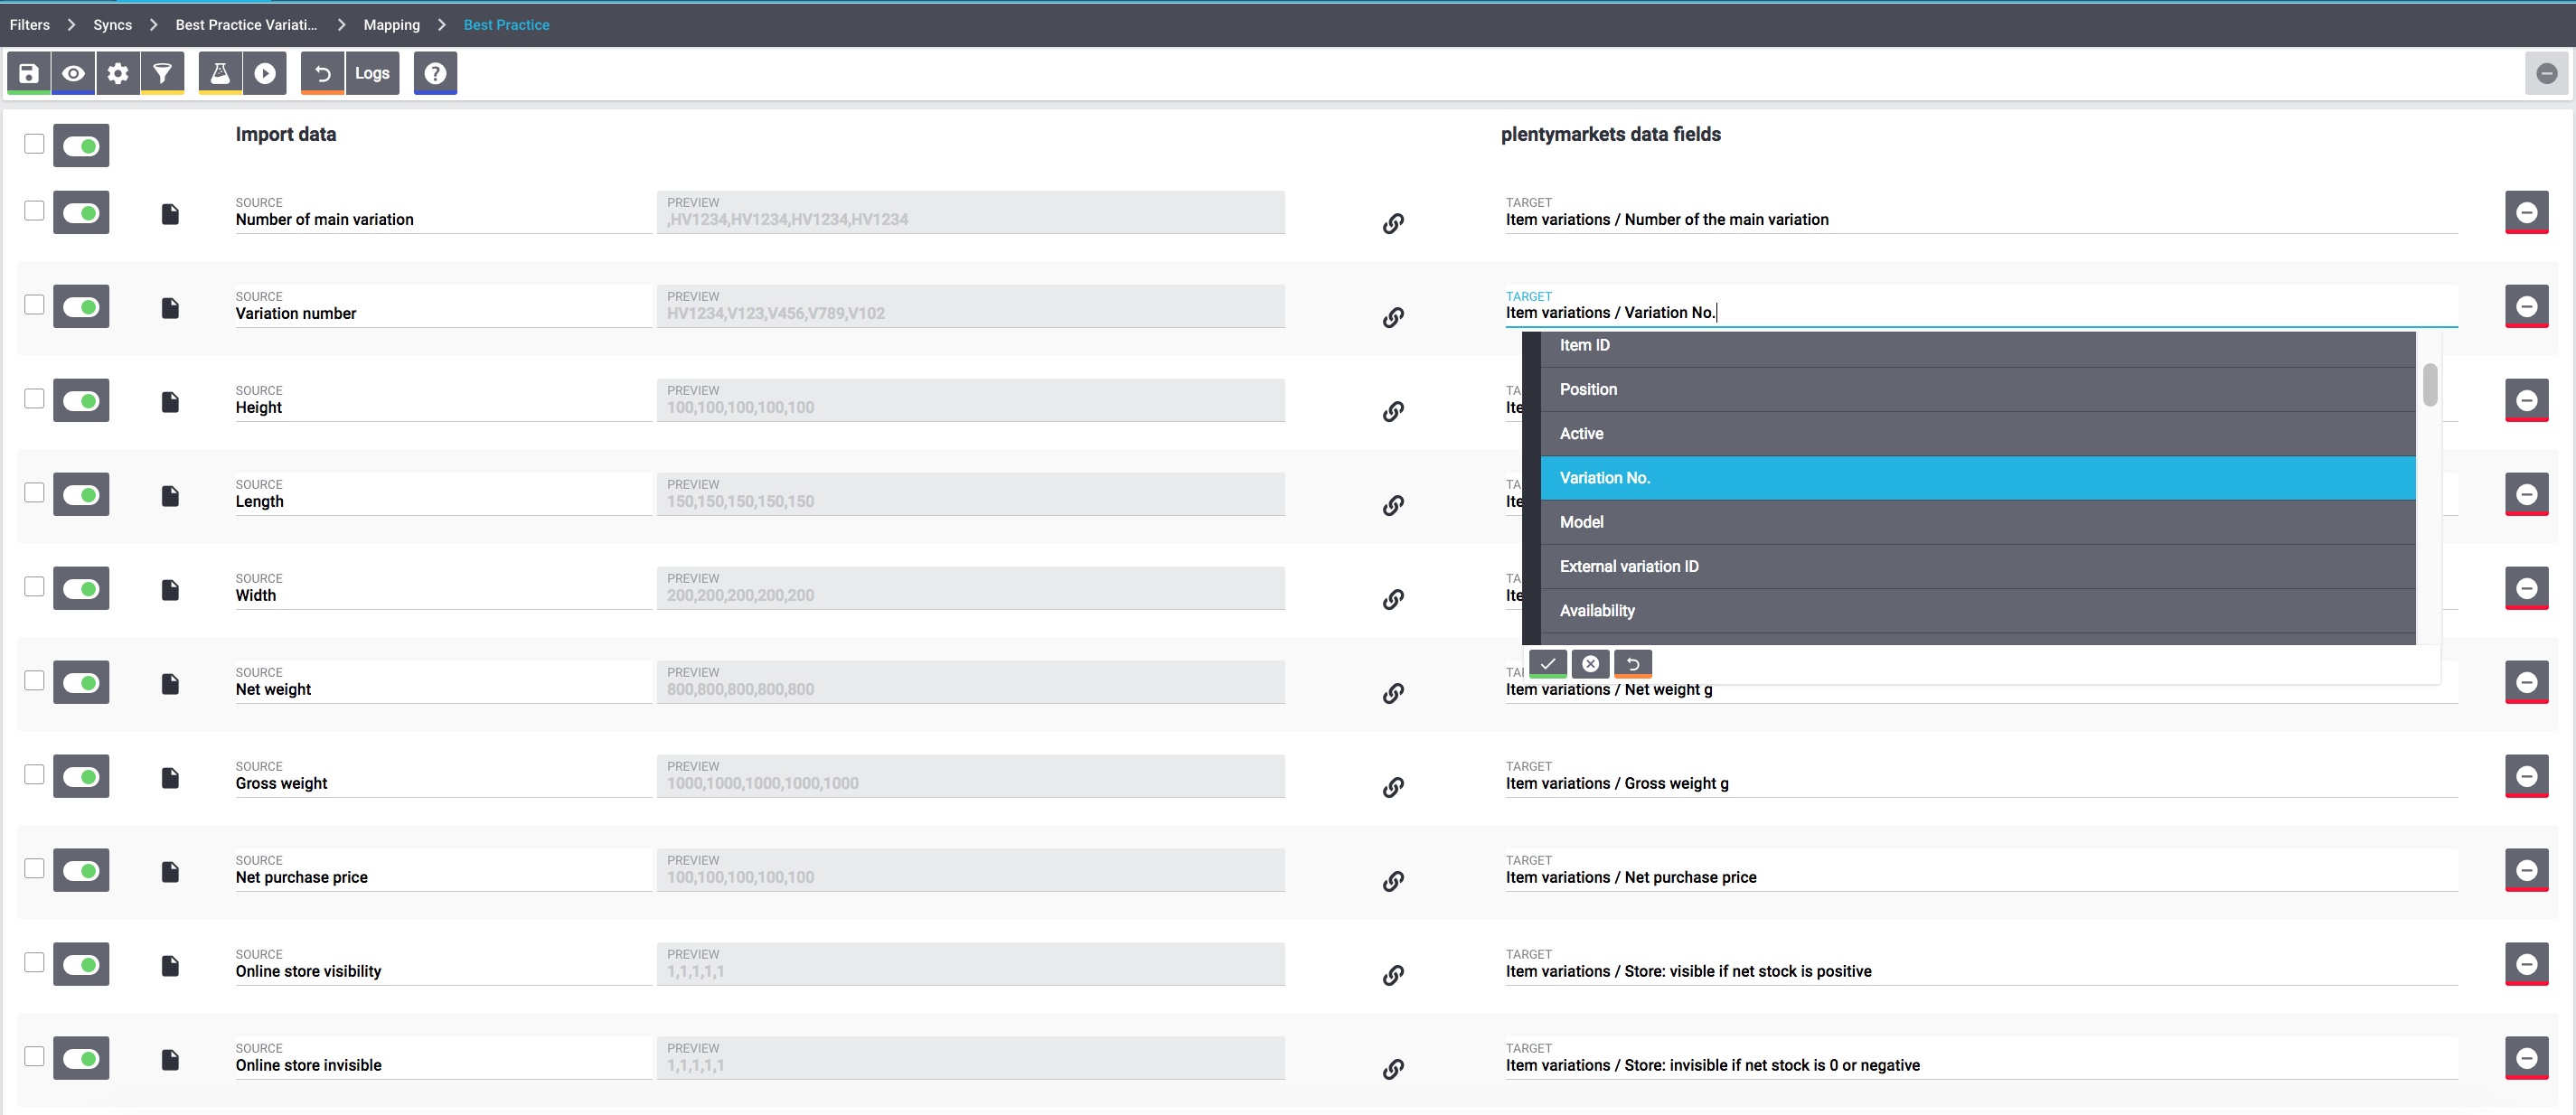 Filters > Syncs > Best Practice Variati... > Mapping > Best Practice
Logs
Import data
plentymarkets data fields
SOURCE
Number of main variation
PREVIEW
,HV1234,HV1234,HV1234,HV1234
TARGET
Item variations / Number of the main variation
SOURCE
Variation number
PREVIEW
HV1234,V123,V456,V789,V102
TARGET
Item variations / Variation No.
Item ID
Position
Active
Variation No.
Model
External variation ID
Availability
SOURCE
Height
PREVIEW
100,100,100,100,100
TA
Ite
SOURCE
Length
PREVIEW
150,150,150,150,150
TA
Ite
SOURCE
Width
PREVIEW
200,200,200,200,200
TA
Ite
SOURCE
Net weight
PREVIEW
800,800,800,800,800
TA
Item variations / Net weight g
SOURCE
Gross weight
PREVIEW
1000,1000,1000,1000,1000
TARGET
Item variations / Gross weight g
SOURCE
Net purchase price
PREVIEW
100,100,100,100,100
TARGET
Item variations / Net purchase price
SOURCE
Online store visibility
PREVIEW
1,1,1,1,1
TARGET
Item variations / Store: visible if net stock is positive
SOURCE
Online store invisible
PREVIEW
1,1,1,1,1
TARGET
Item variations / Store: invisible if net stock is 0 or negative